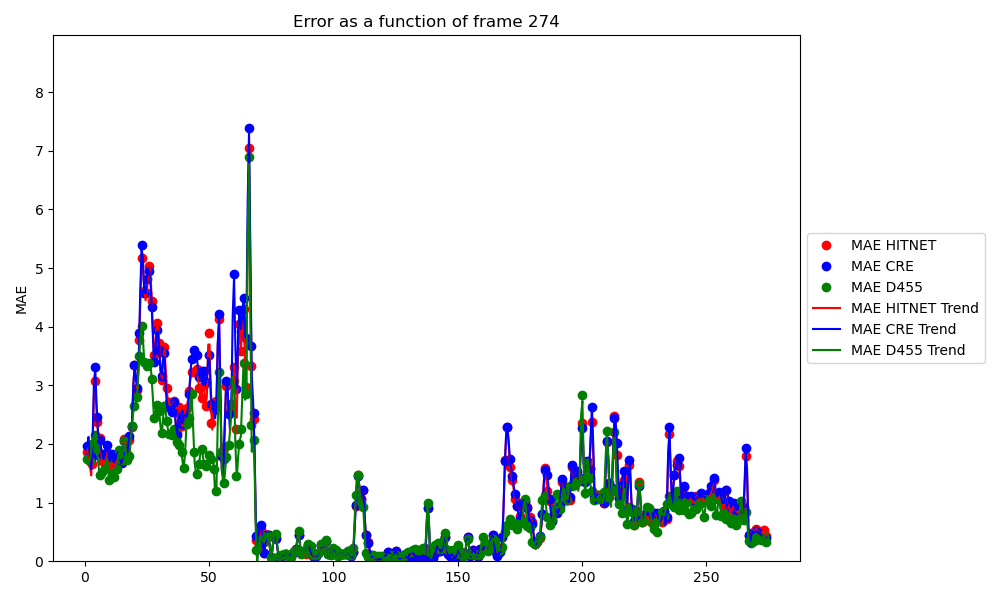 Error as a function of frame 274
MAE
8
7
6
5
4
3
2
1
0
0 50 100 150 200 250
MAE HITNET
MAE CRE
MAE D455
MAE HITNET Trend
MAE CRE Trend
MAE D455 Trend